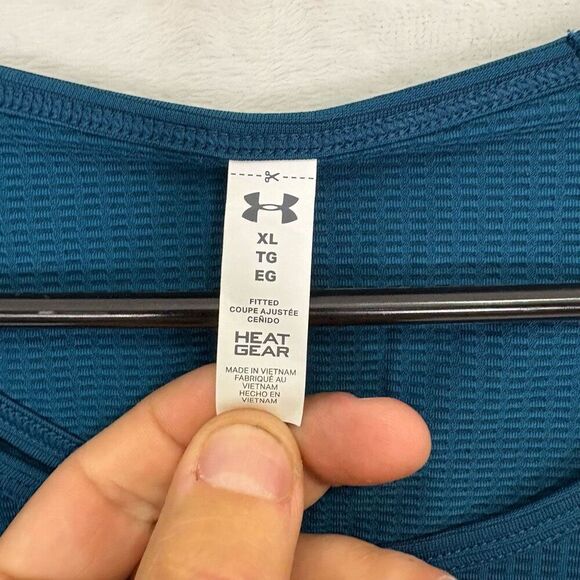 XL
TG
EG
FITTED
COUPE AJUSTÉE
CEÑIDO
HEAT
GEAR
MADE IN VIETNAM
FABRIQUÉ AU
VIETNAM
HECHO EN
VIETNAM